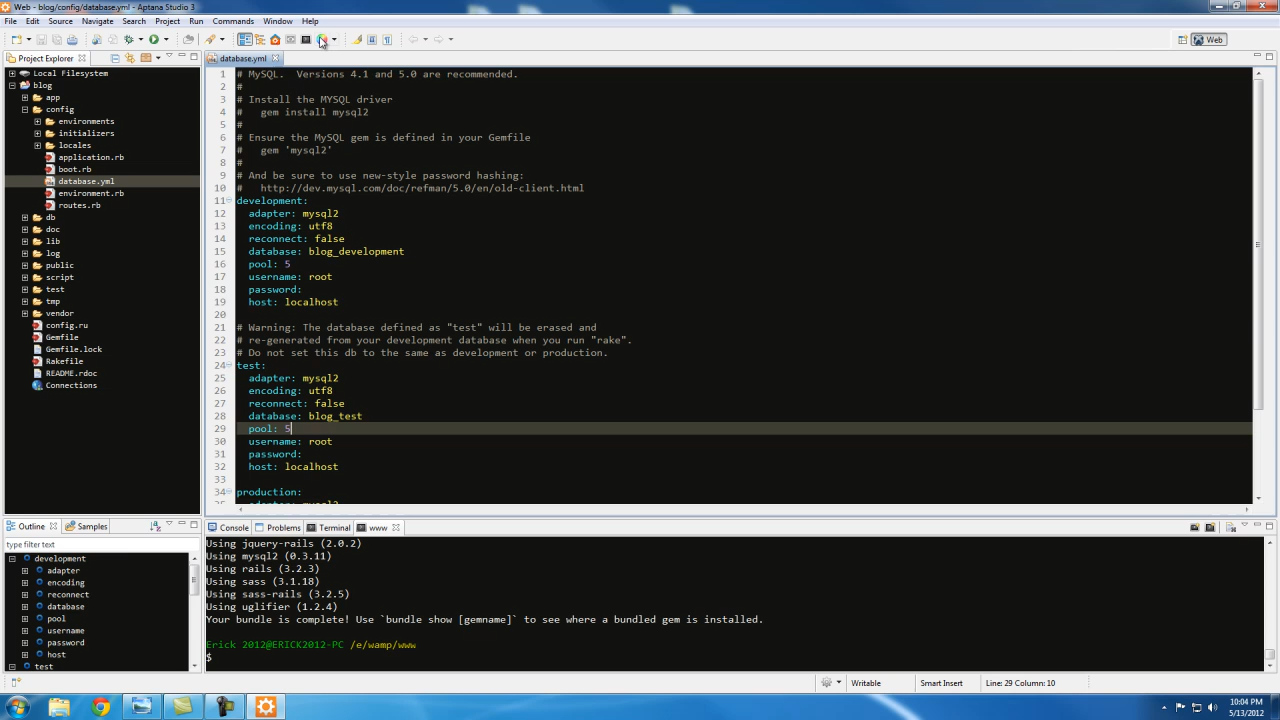 Web - blog/config/database.yml - Aptana Studio 3
File Edit Source Navigate Search Project Run Commands Window Help
Web
Project Explorer
Local Filesystem
blog
app
config
environments
initializers
locales
application.rb
boot.rb
database.yml
environment.rb
routes.rb
db
doc
lib
log
public
script
test
tmp
vendor
config.ru
Gemfile
Gemfile.lock
Rakefile
README.rdoc
Connections
database.yml
1 # MySQL.  Versions 4.1 and 5.0 are recommended.
2 #
3 # Install the MYSQL driver
4 #   gem install mysql2
5 #
6 # Ensure the MySQL gem is defined in your Gemfile
7 #   gem 'mysql2'
8 #
9 # And be sure to use new-style password hashing:
10 #   http://dev.mysql.com/doc/refman/5.0/en/old-client.html
11 development:
12   adapter: mysql2
13   encoding: utf8
14   reconnect: false
15   database: blog_development
16   pool: 5
17   username: root
18   password:
19   host: localhost
20
21 # Warning: The database defined as "test" will be erased and
22 # re-generated from your development database when you run "rake".
23 # Do not set this db to the same as development or production.
24 test:
25   adapter: mysql2
26   encoding: utf8
27   reconnect: false
28   database: blog_test
29   pool: 5
30   username: root
31   password:
32   host: localhost
33
34 production:
Outline Samples
type filter text
development
adapter
encoding
reconnect
database
pool
username
password
host
test
Console Problems Terminal www
Using jquery-rails (2.0.2)
Using mysql2 (0.3.11)
Using rails (3.2.3)
Using sass (3.1.18)
Using sass-rails (3.2.5)
Using uglifier (1.2.4)
Your bundle is complete! Use `bundle show [gemname]` to see where a bundled gem is installed.
Erick 2012@ERICK2012-PC /e/wamp/www
$
Writable Smart Insert Line: 29 Column: 10
10:04 PM
5/13/2012